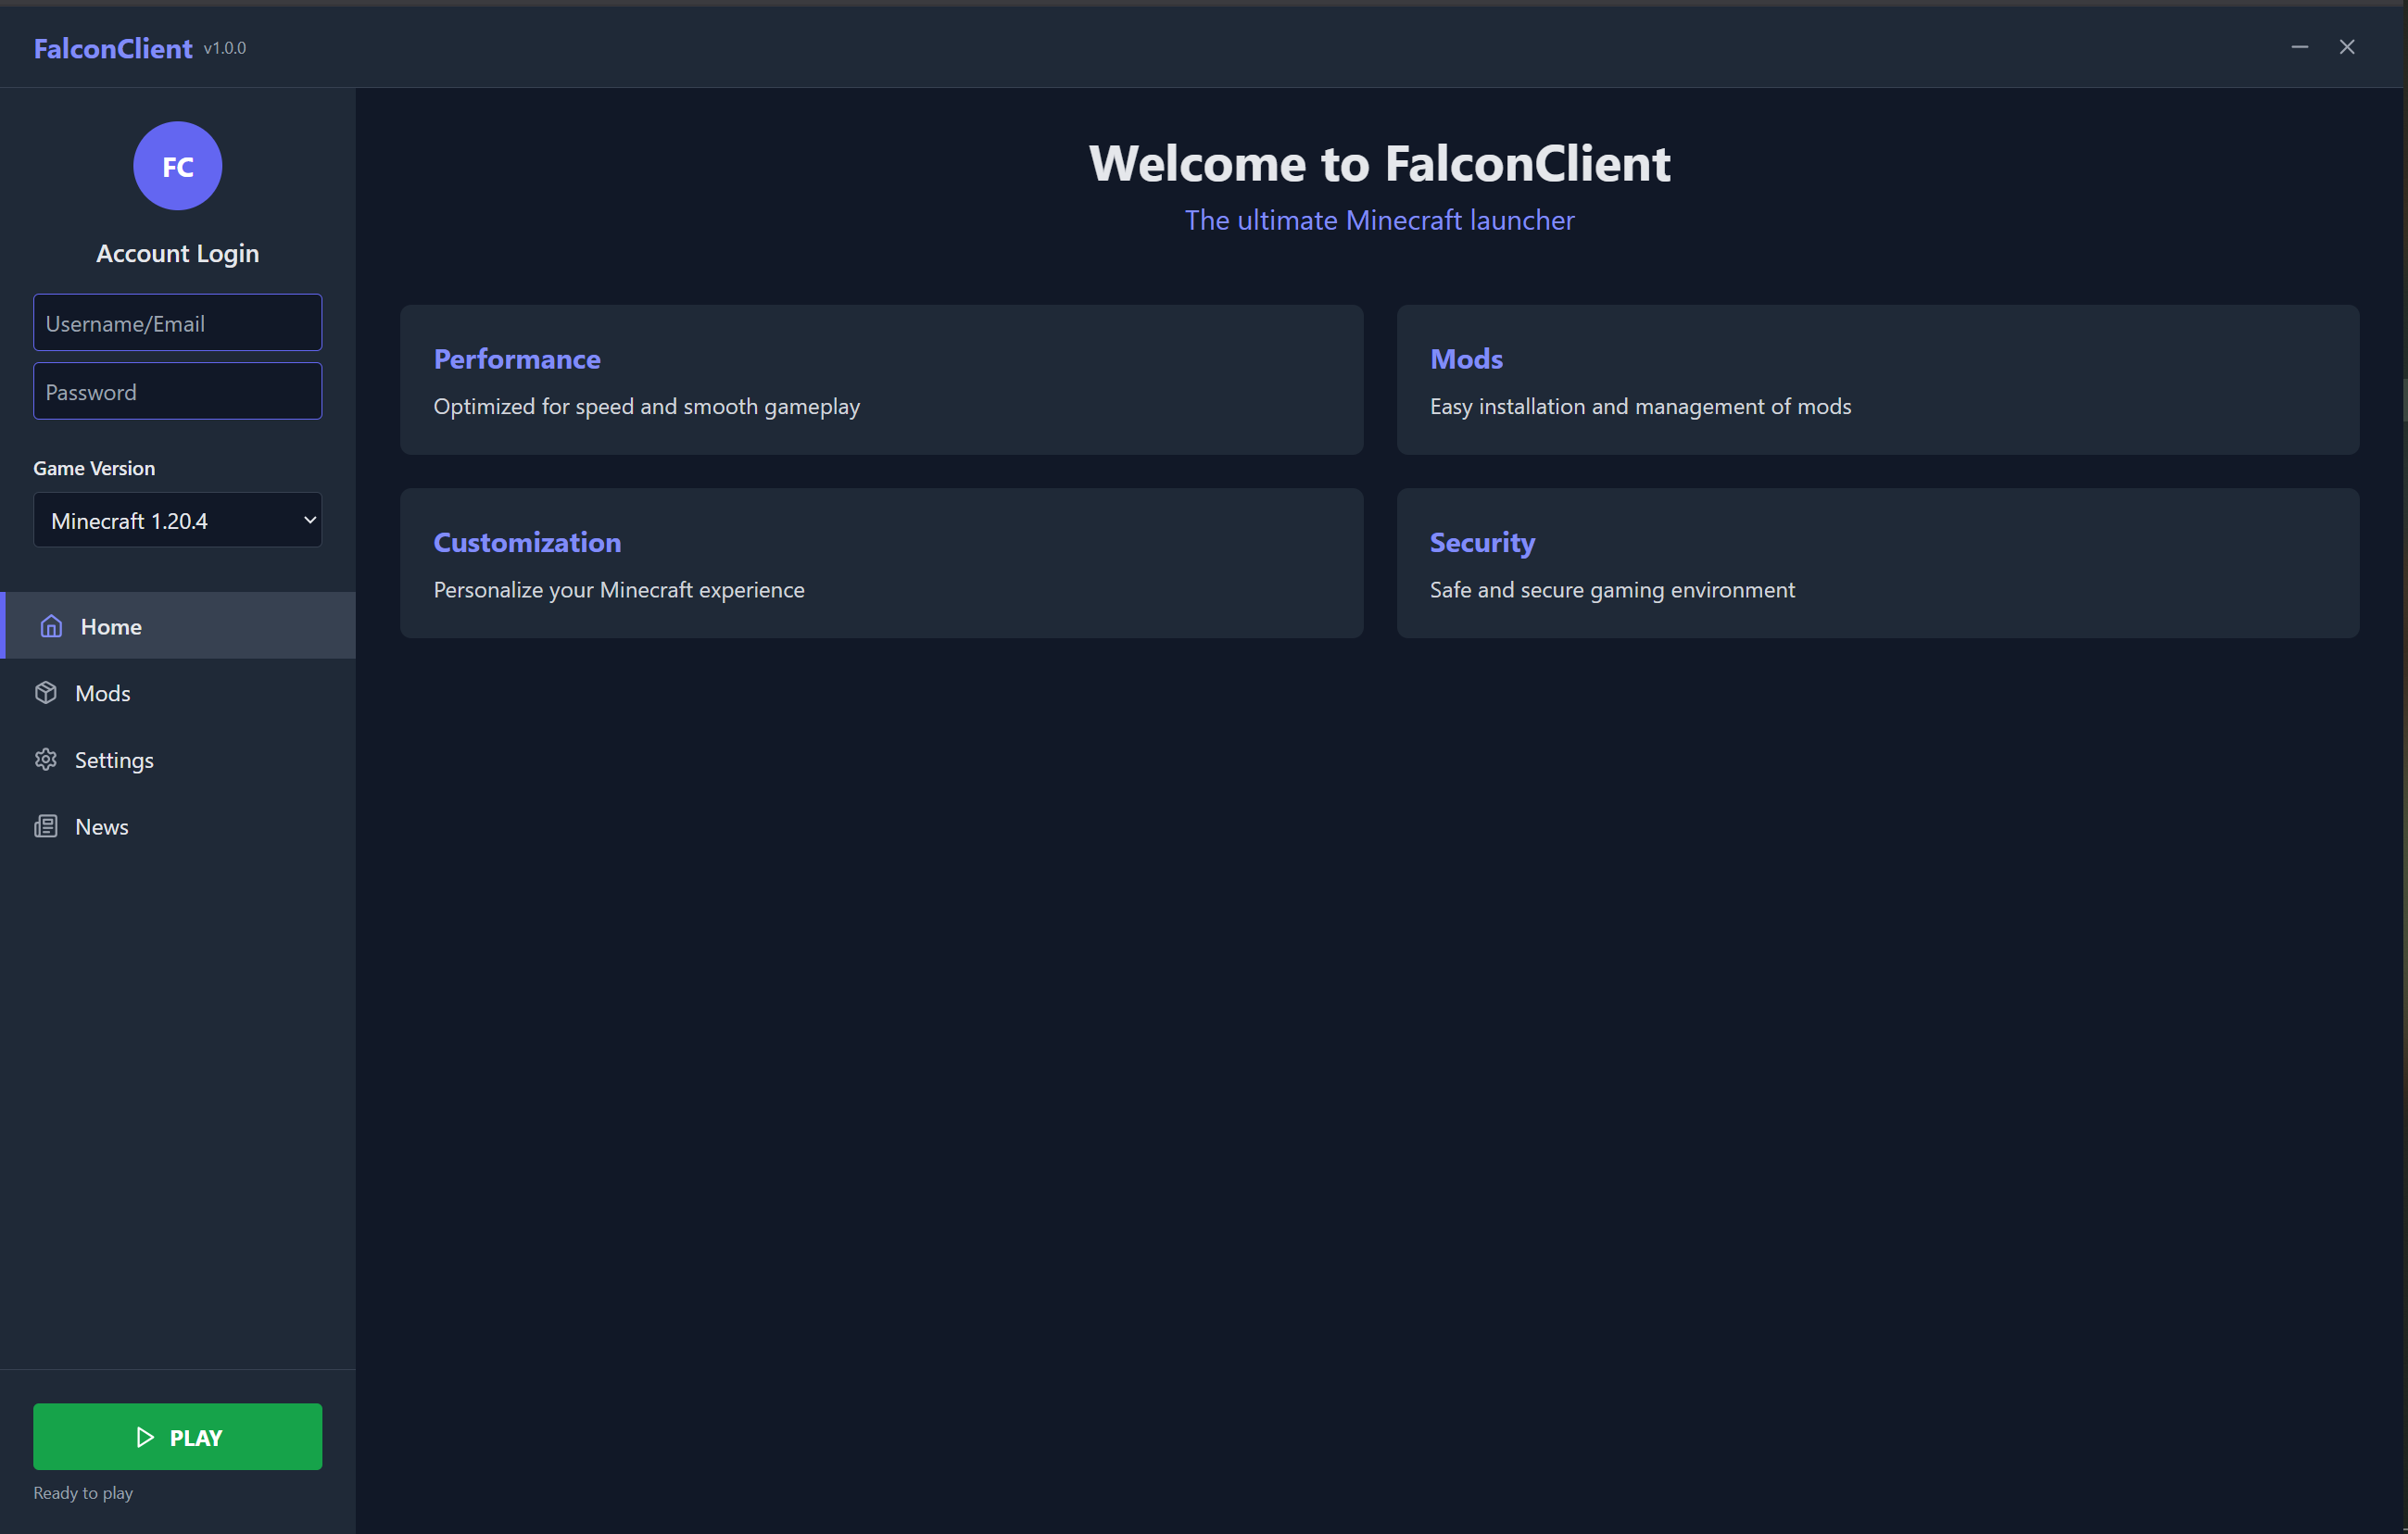 FalconClient v1.0.0
FC
Account Login
Username/Email
Password
Game Version
Minecraft 1.20.4
Home
Mods
Settings
News
PLAY
Ready to play
Welcome to FalconClient
The ultimate Minecraft launcher
Performance
Optimized for speed and smooth gameplay
Mods
Easy installation and management of mods
Customization
Personalize your Minecraft experience
Security
Safe and secure gaming environment